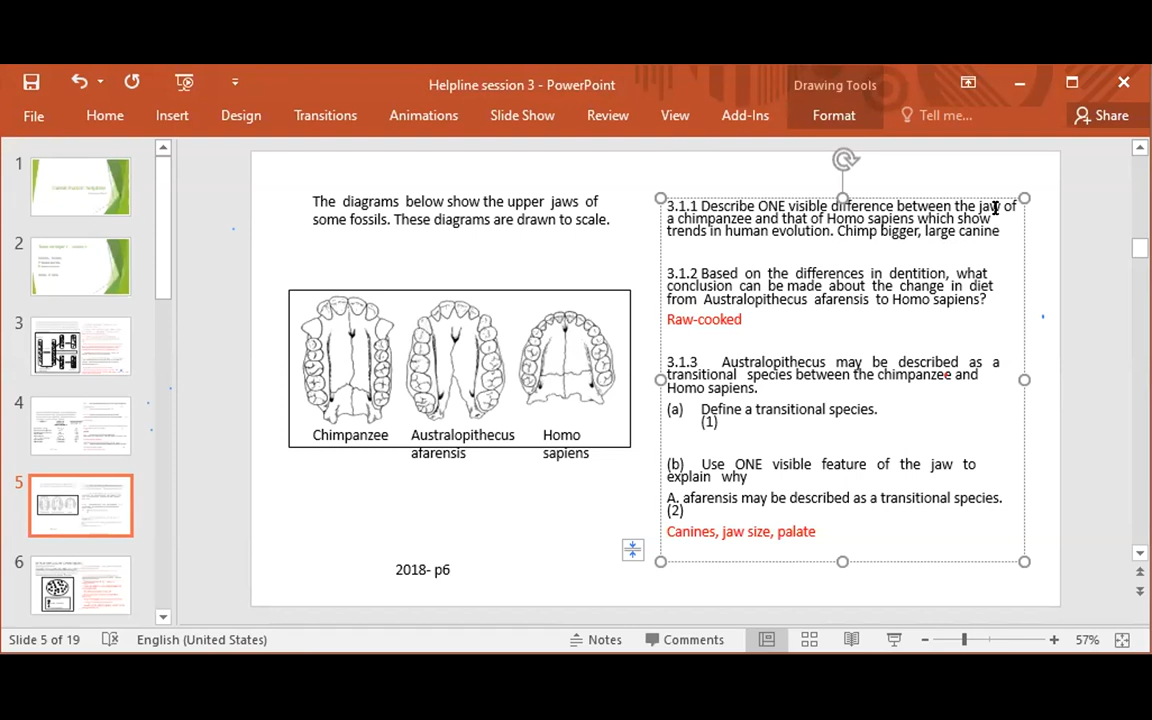 Helpline session 3 - PowerPoint
Drawing Tools
File
Home
Insert
Design
Transitions
Animations
Slide Show
Review
View
Add-Ins
Format
Tell me...
Share
1
2
3
4
5
6
The diagrams below show the upper jaws of
some fossils. These diagrams are drawn to scale.
Chimpanzee
Australopithecus
afarensis
Homo
sapiens
2018- p6
3.1.1 Describe ONE visible difference between the jaw of
a chimpanzee and that of Homo sapiens which show
trends in human evolution. Chimp bigger, large canine
3.1.2 Based on the differences in dentition, what
conclusion can be made about the change in diet
from Australopithecus afarensis to Homo sapiens?
Raw-cooked
3.1.3 Australopithecus may be described as a
transitional species between the chimpanzee and
Homo sapiens.
(a) Define a transitional species.
(1)
(b) Use ONE visible feature of the jaw to
explain why
A. afarensis may be described as a transitional species.
(2)
Canines, jaw size, palate
Slide 5 of 19
English (United States)
Notes
Comments
57%